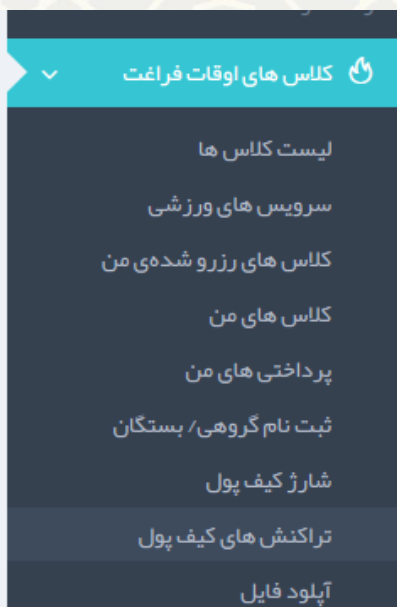 کلاس های اوقات فراغت
لیست کلاس ها
سرویس های ورزشی
کلاس های رزرو شده‌ی من
کلاس های من
پرداختی های من
ثبت نام گروهی/ بستگان
شارژ کیف پول
تراکنش های کیف پول
آپلود فایل